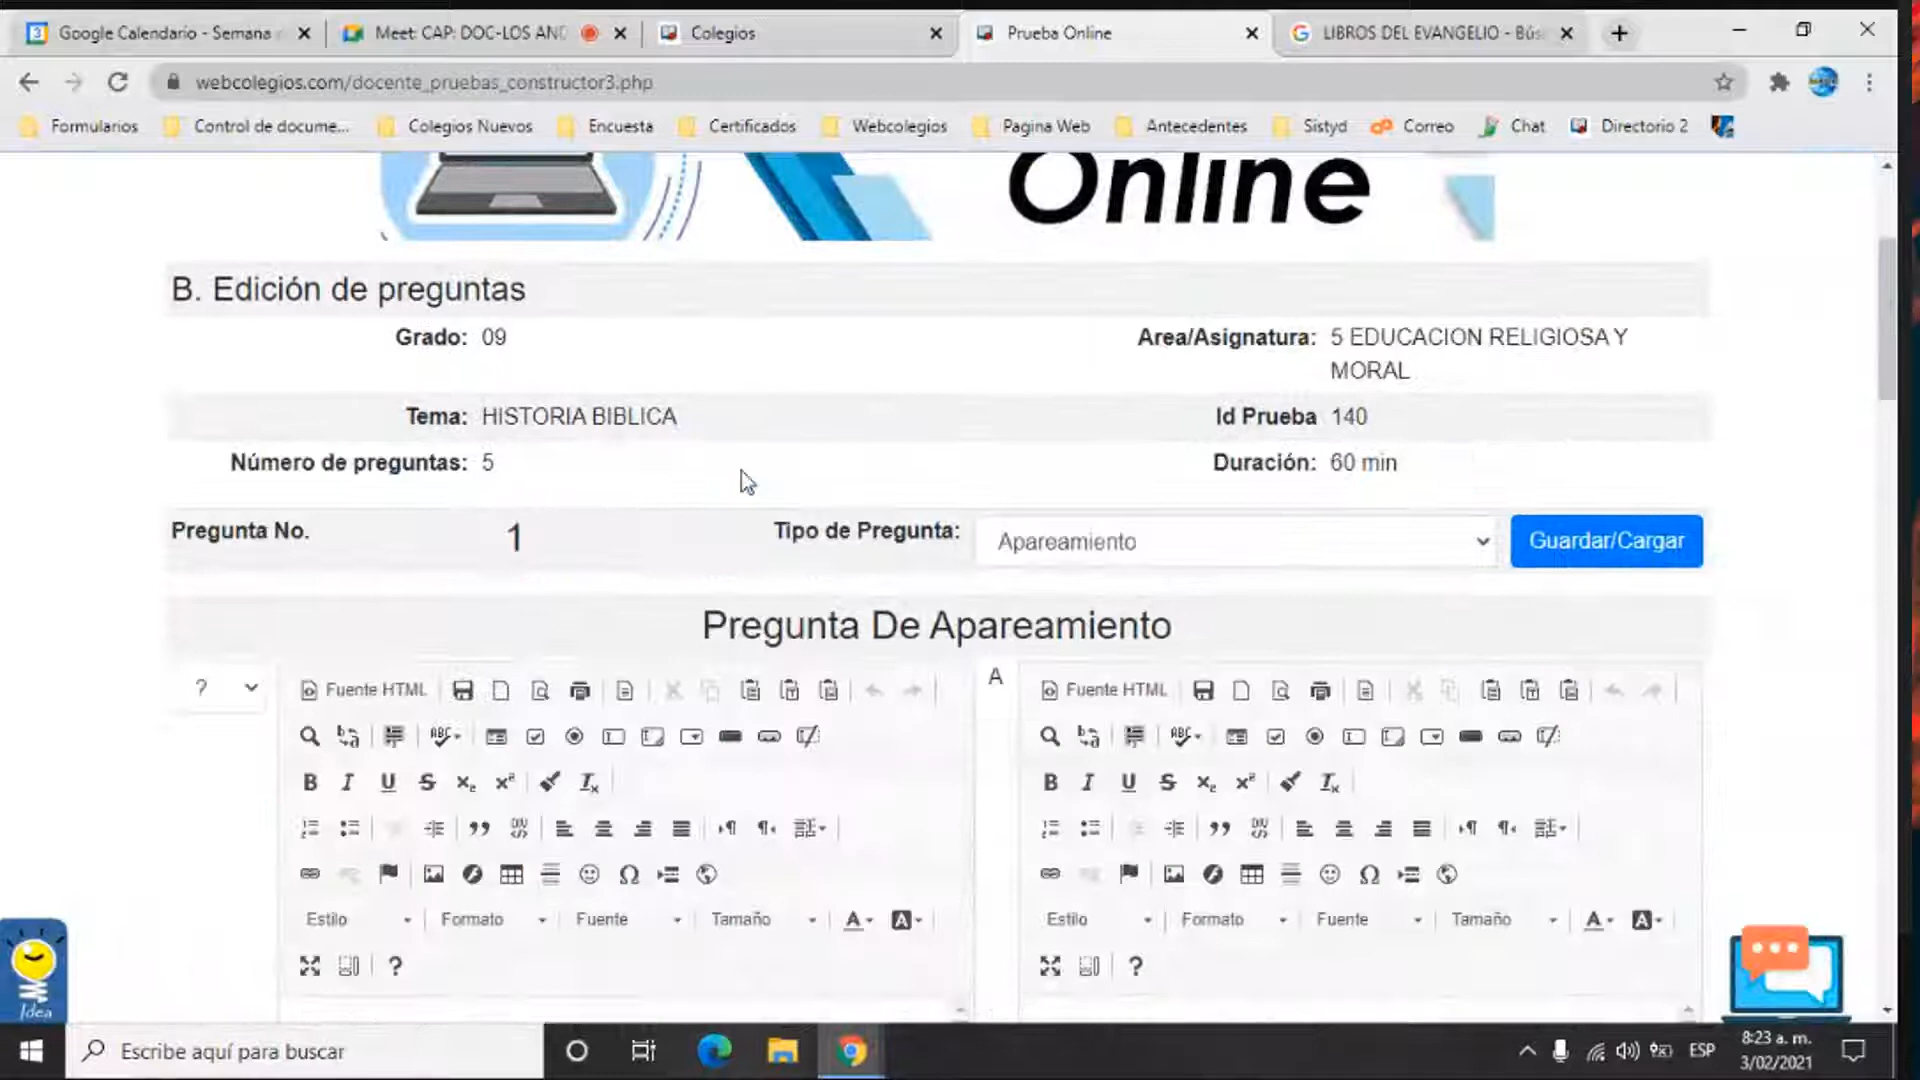 Google Calendario - Semana
Meet: CAP: DOC-LOS AND
Colegios
Prueba Online
LIBROS DEL EVANGELIO - Bús
webcolegios.com/docente_pruebas_constructor3.php
Formularios
Control de docume...
Colegios Nuevos
Encuesta
Certificados
Webcolegios
Pagina Web
Antecedentes
Sistyd
Correo
Chat
Directorio 2
Online
B. Edición de preguntas
Grado: 09
Area/Asignatura: 5 EDUCACION RELIGIOSA Y
MORAL
Tema: HISTORIA BIBLICA
Id Prueba 140
Número de preguntas: 5
Duración: 60 min
Pregunta No. 1
Tipo de Pregunta: Apareamiento
Guardar/Cargar
Pregunta De Apareamiento
?
Fuente HTML
A
Fuente HTML
Estilo
Formato
Fuente
Tamaño
Estilo
Formato
Fuente
Tamaño
Idea
Escribe aquí para buscar
ESP
8:23 a. m.
3/02/2021